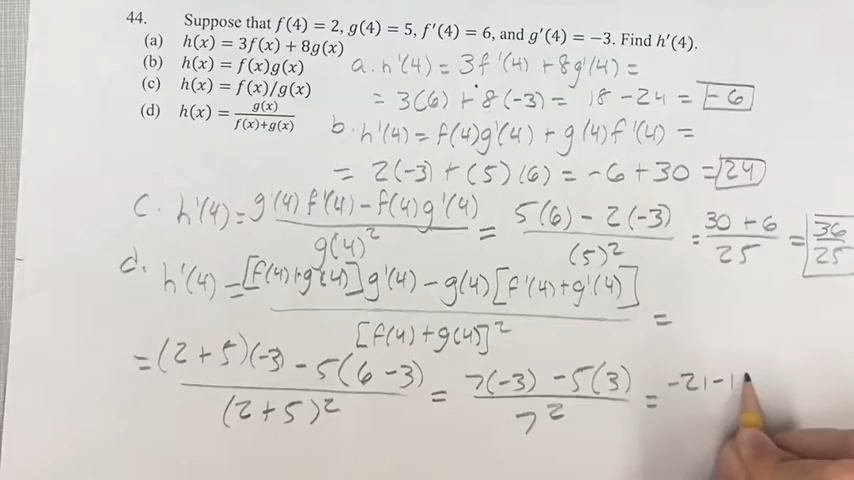 44. Suppose that f(4) = 2, g(4) = 5, f'(4) = 6, and g'(4) = −3. Find h'(4).
(a) h(x) = 3f(x) + 8g(x)
(b) h(x) = f(x)g(x)
(c) h(x) = f(x)/g(x)
(d) h(x) = g(x)/f(x)+g(x)
a. h'(4) = 3f'(4) + 8g'(4) =
= 3(6) + 8(-3) = 18 - 24 = -6
b. h'(4) = f(4)g'(4) + g(4)f'(4) =
= 2(-3) + (5)(6) = -6 + 30 = 24
c. h'(4) = g'(4) f'(4) - f(4) g'(4) / g(4)² = 5(6) - 2(-3) / (5)² = 30 + 6 / 25 = 36 / 25
d. h'(4) = [f(4)+g(4)]g'(4) - g(4)[f'(4)+g'(4)] / [f(4)+g(4)]² =
= (2+5)(-3) - 5(6-3) / (2+5)² = 7(-3) - 5(3) / 7² = -21 - 1